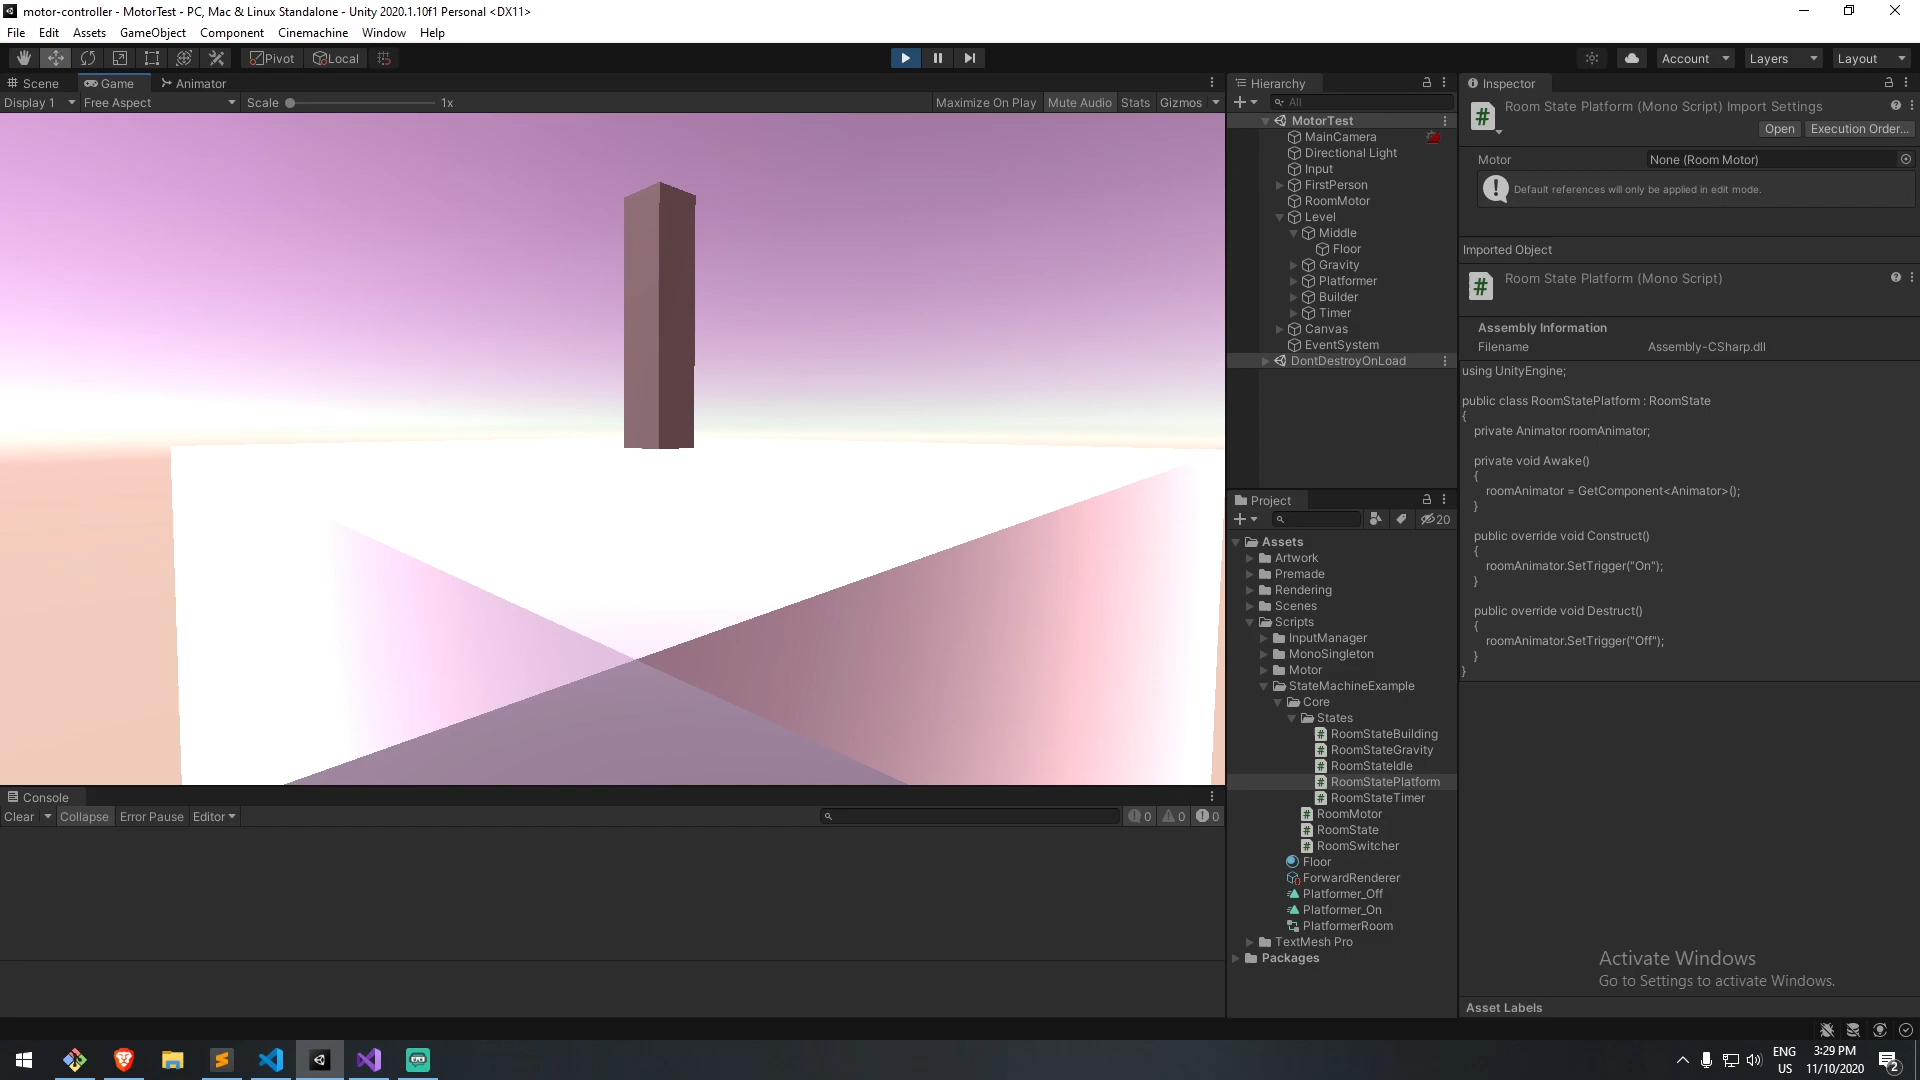 motor-controller - MotorTest - PC, Mac & Linux Standalone - Unity 2020.1.10f1 Personal <DX11>
File Edit Assets GameObject Component Cinemachine Window Help
Pivot Local
Account Layers Layout
Scene Game Animator
Display 1 Free Aspect Scale 1x Maximize On Play Mute Audio Stats Gizmos
Hierarchy
All
MotorTest
MainCamera
Directional Light
Input
FirstPerson
RoomMotor
Level
Middle
Floor
Gravity
Platformer
Builder
Timer
Canvas
EventSystem
DontDestroyOnLoad
Project
20
Assets
Artwork
Premade
Rendering
Scenes
Scripts
InputManager
MonoSingleton
Motor
StateMachineExample
Core
States
RoomStateBuilding
RoomStateGravity
RoomStateIdle
RoomStatePlatform
RoomStateTimer
RoomMotor
RoomState
RoomSwitcher
Floor
ForwardRenderer
Platformer_Off
Platformer_On
PlatformerRoom
TextMesh Pro
Packages
Inspector
Room State Platform (Mono Script) Import Settings
Open Execution Order...
Motor None (Room Motor)
Default references will only be applied in edit mode.
Imported Object
Room State Platform (Mono Script)
Assembly Information
Filename Assembly-CSharp.dll
using UnityEngine;
public class RoomStatePlatform : RoomState
{
private Animator roomAnimator;
private void Awake()
{
roomAnimator = GetComponent<Animator>();
}
public override void Construct()
{
roomAnimator.SetTrigger("On");
}
public override void Destruct()
{
roomAnimator.SetTrigger("Off");
}
}
Activate Windows
Go to Settings to activate Windows.
Asset Labels
Console
Clear Collapse Error Pause Editor
0 0 0
ENG
US
3:29 PM
11/10/2020
2